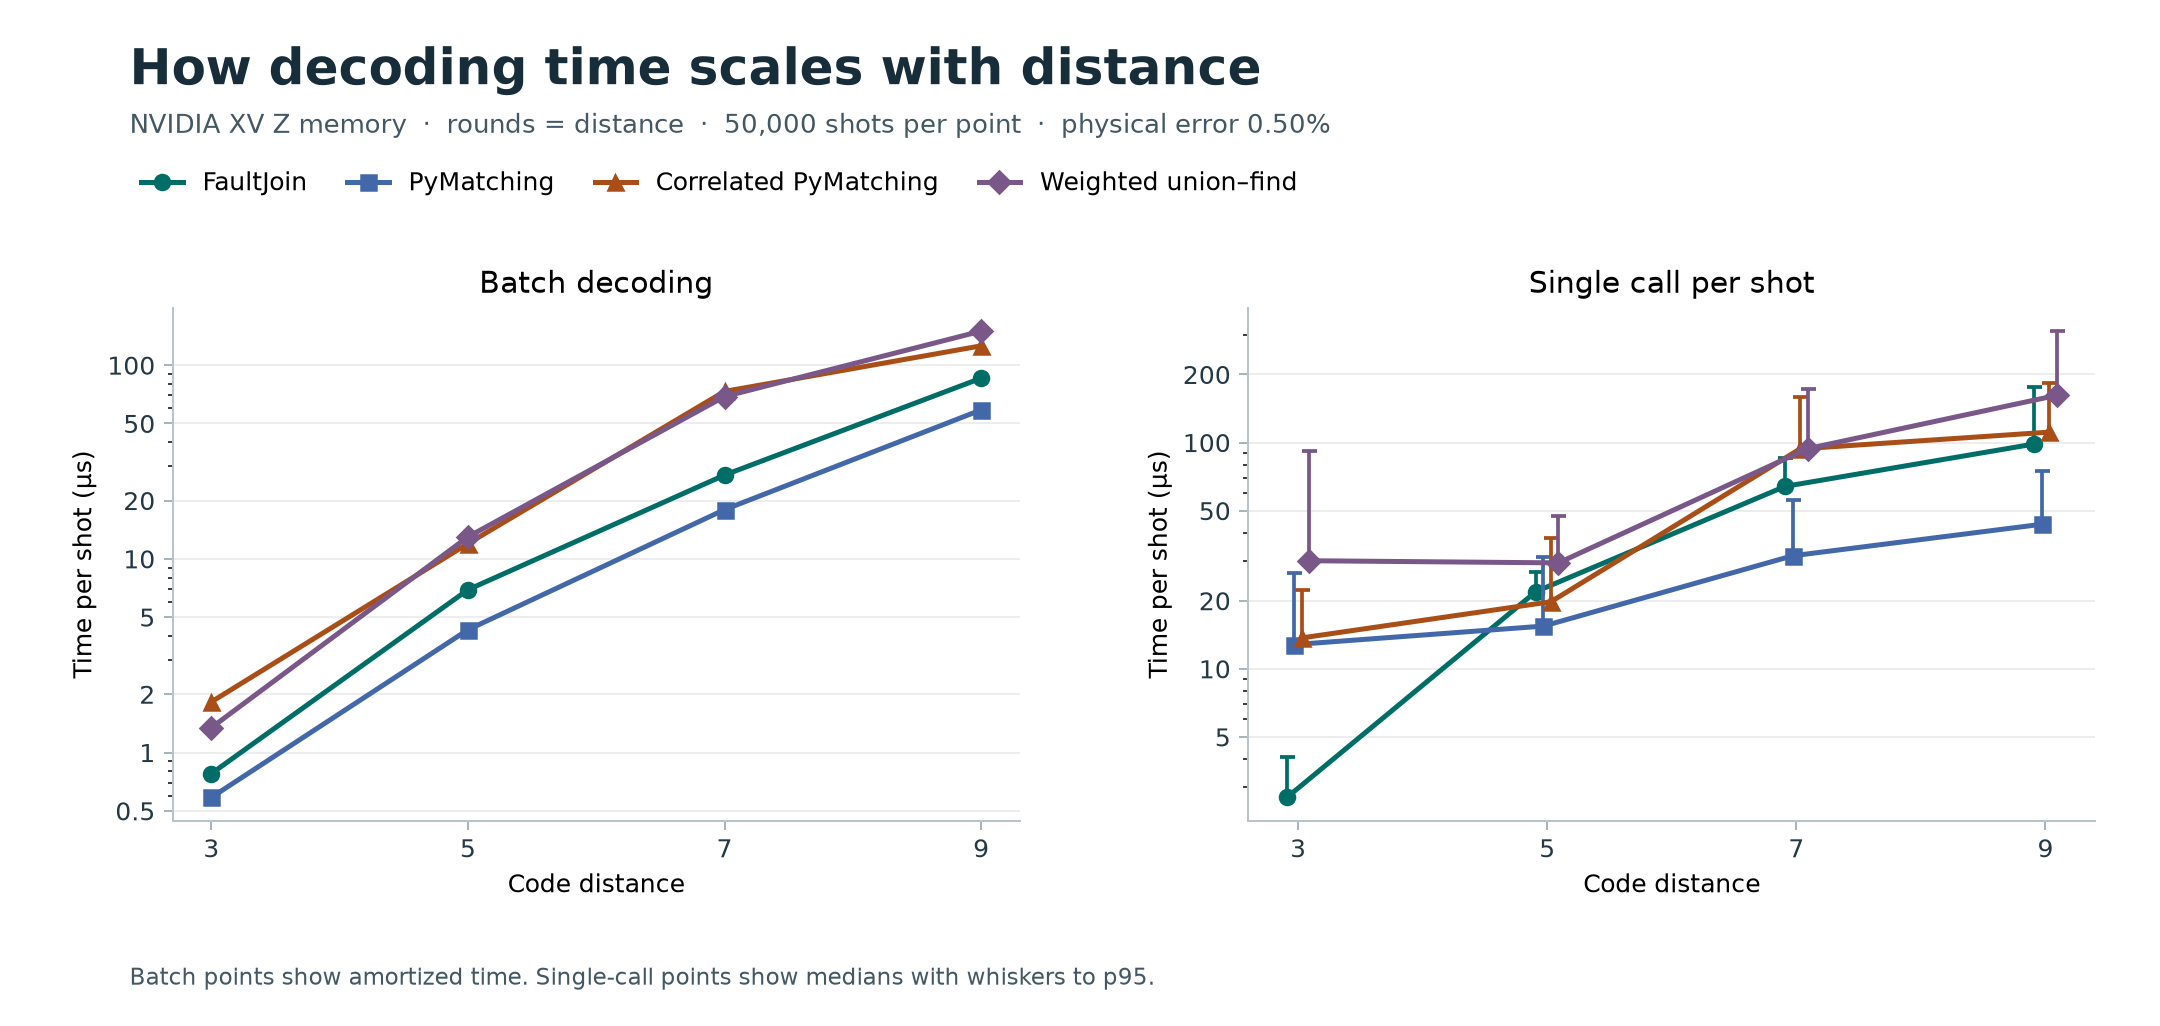 How decoding time scales with distance
NVIDIA XV Z memory · rounds = distance · 50,000 shots per point · physical error 0.50%
FaultJoin PyMatching Correlated PyMatching Weighted union–find
Batch decoding
Time per shot (µs)
100
50
20
10
5
2
1
0.5
3 5 7 9
Code distance
Single call per shot
Time per shot (µs)
200
100
50
20
10
5
3 5 7 9
Code distance
Batch points show amortized time. Single-call points show medians with whiskers to p95.